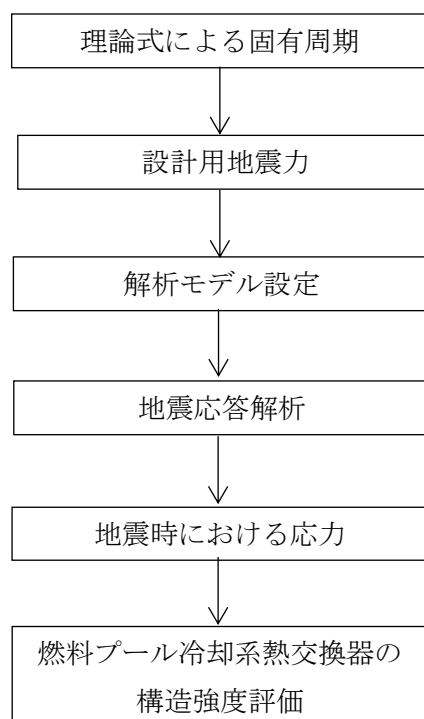 理論式による固有周期
設計用地震力
解析モデル設定
地震応答解析
地震時における応力
燃料プール冷却系熱交換器の
構造強度評価